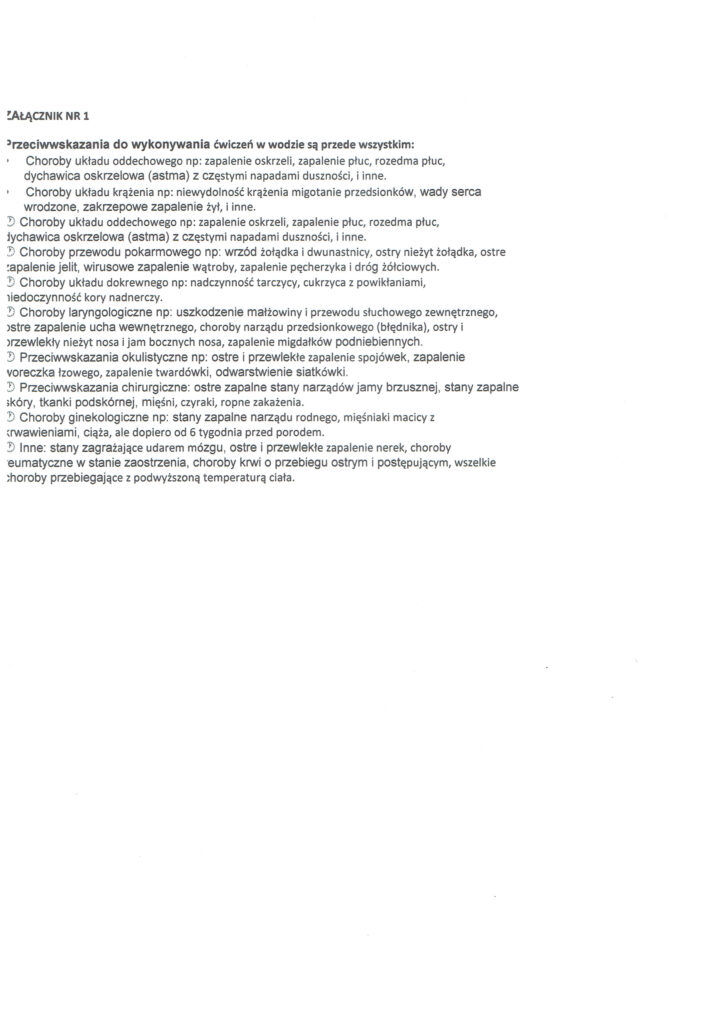 ZAŁĄCZNIK NR 1
Przeciwwskazania do wykonywania ćwiczeń w wodzie są przede wszystkim:
· Choroby układu oddechowego np: zapalenie oskrzeli, zapalenie płuc, rozedma płuc,
dychawica oskrzelowa (astma) z częstymi napadami duszności, i inne.
· Choroby układu krążenia np: niewydolność krążenia migotanie przedsionków, wady serca
wrodzone, zakrzepowe zapalenie żył, i inne.
Choroby układu oddechowego np: zapalenie oskrzeli, zapalenie płuc, rozedma płuc,
dychawica oskrzelowa (astma) z częstymi napadami duszności, i inne.
Choroby przewodu pokarmowego np: wrzód żołądka i dwunastnicy, ostry nieżyt żołądka, ostre
zapalenie jelit, wirusowe zapalenie wątroby, zapalenie pęcherzyka i dróg żółciowych.
Choroby układu dokrewnego np: nadczynność tarczycy, cukrzyca z powikłaniami,
niedoczynność kory nadnerczy.
Choroby laryngologiczne np: uszkodzenie małżowiny i przewodu słuchowego zewnętrznego,
ostre zapalenie ucha wewnętrznego, choroby narządu przedsionkowego (błędnika), ostry i
przewlekły nieżyt nosa i jam bocznych nosa, zapalenie migdałków podniebiennych.
Przeciwwskazania okulistyczne np: ostre i przewlekłe zapalenie spojówek, zapalenie
woreczka łzowego, zapalenie twardówki, odwarstwienie siatkówki.
Przeciwwskazania chirurgiczne: ostre zapalne stany narządów jamy brzusznej, stany zapalne
skóry, tkanki podskórnej, mięśni, czyraki, ropne zakażenia.
Choroby ginekologiczne np: stany zapalne narządu rodnego, mięśniaki macicy z
krwawieniami, ciąża, ale dopiero od 6 tygodnia przed porodem.
Inne: stany zagrażające udarem mózgu, ostre i przewlekłe zapalenie nerek, choroby
reumatyczne w stanie zaostrzenia, choroby krwi o przebiegu ostrym i postępującym, wszelkie
choroby przebiegające z podwyższoną temperaturą ciała.